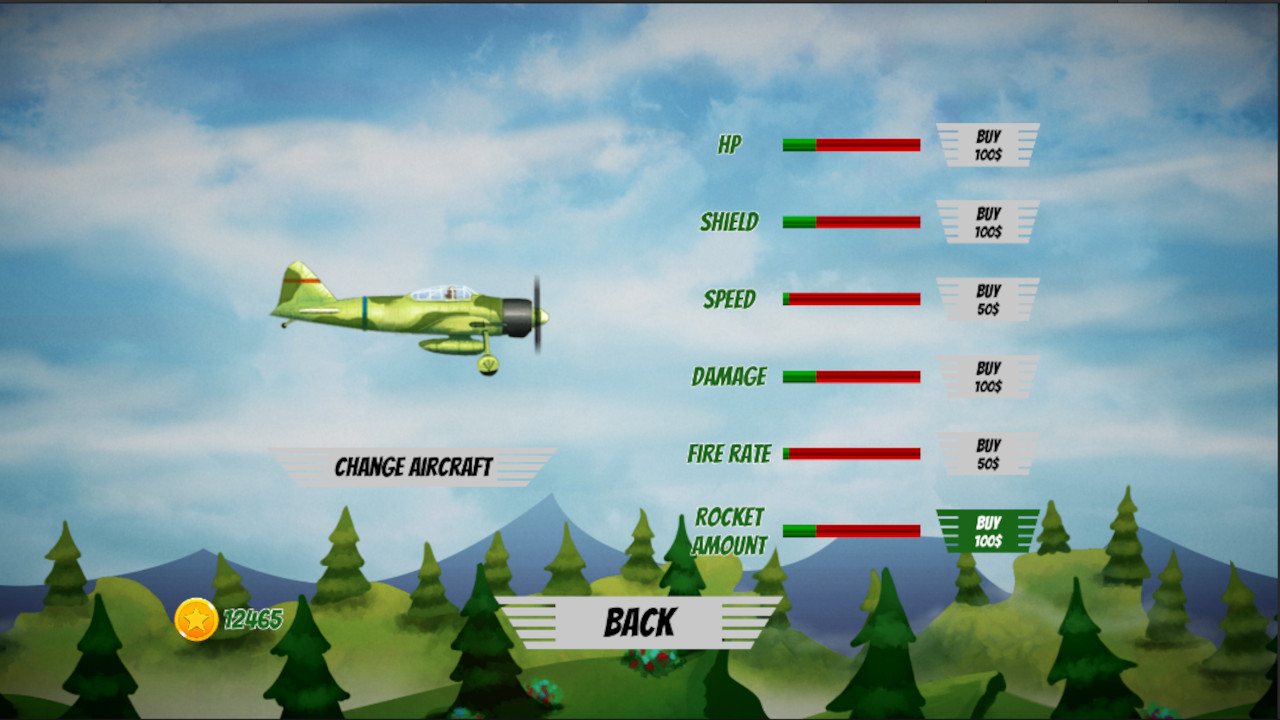 HP
BUY
100$
SHIELD
BUY
100$
SPEED
BUY
50$
DAMAGE
BUY
100$
FIRE RATE
BUY
50$
CHANGE AIRCRAFT
ROCKET
AMOUNT
BUY
100$
12465
BACK